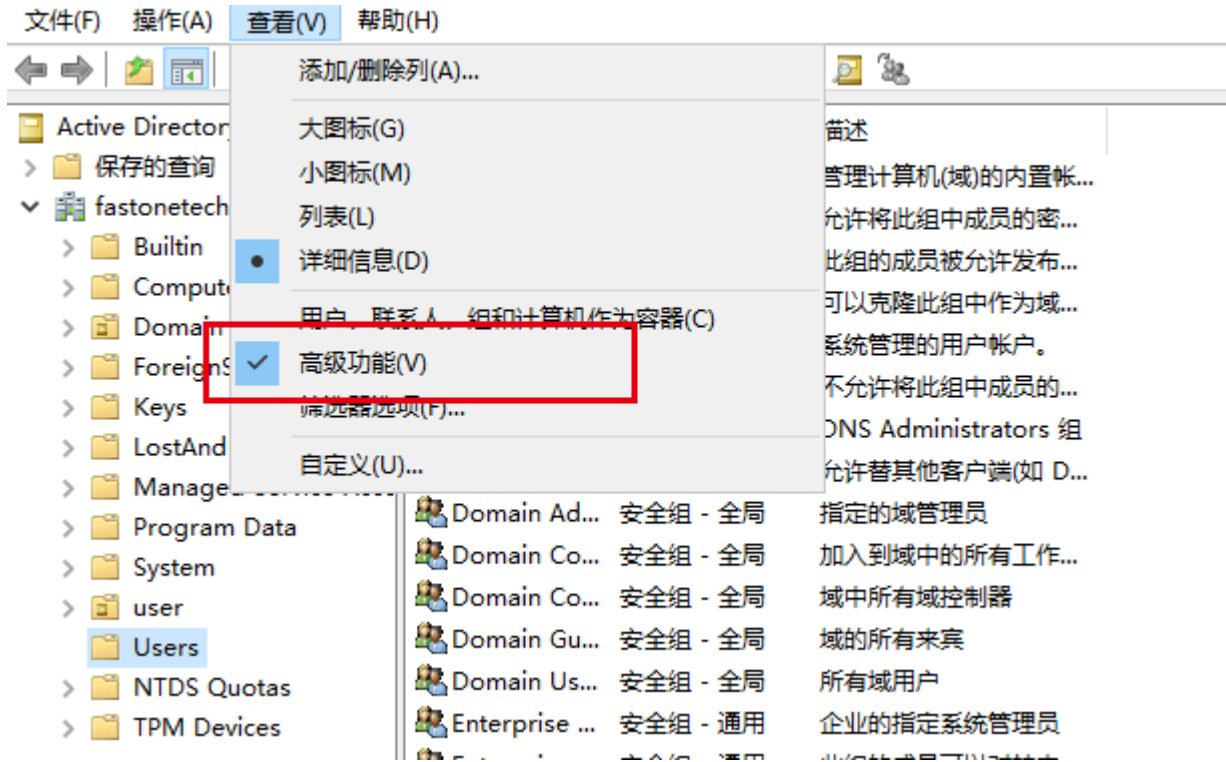 文件(F) 操作(A) 查看(V) 帮助(H)
添加/删除列(A)...
大图标(G)
小图标(M)
列表(L)
详细信息(D)
用户、联系人、组和计算机作为容器(C)
高级功能(V)
筛选器选项(F)...
自定义(U)...
Active Director
保存的查询
fastonetech
Builtin
Compute
Domain
ForeignS
Keys
LostAnd
Managed Service Acco
Program Data
System
user
Users
NTDS Quotas
TPM Devices
描述
管理计算机(域)的内置帐...
允许将此组中成员的密...
此组的成员被允许发布...
可以克隆此组中作为域...
系统管理的用户帐户。
不允许将此组中成员的...
DNS Administrators 组
允许替其他客户端(如 D...
Domain Ad... 安全组 - 全局 指定的域管理员
Domain Co... 安全组 - 全局 加入到域中的所有工作...
Domain Co... 安全组 - 全局 域中所有域控制器
Domain Gu... 安全组 - 全局 域的所有来宾
Domain Us... 安全组 - 全局 所有域用户
Enterprise ... 安全组 - 通用 企业的指定系统管理员